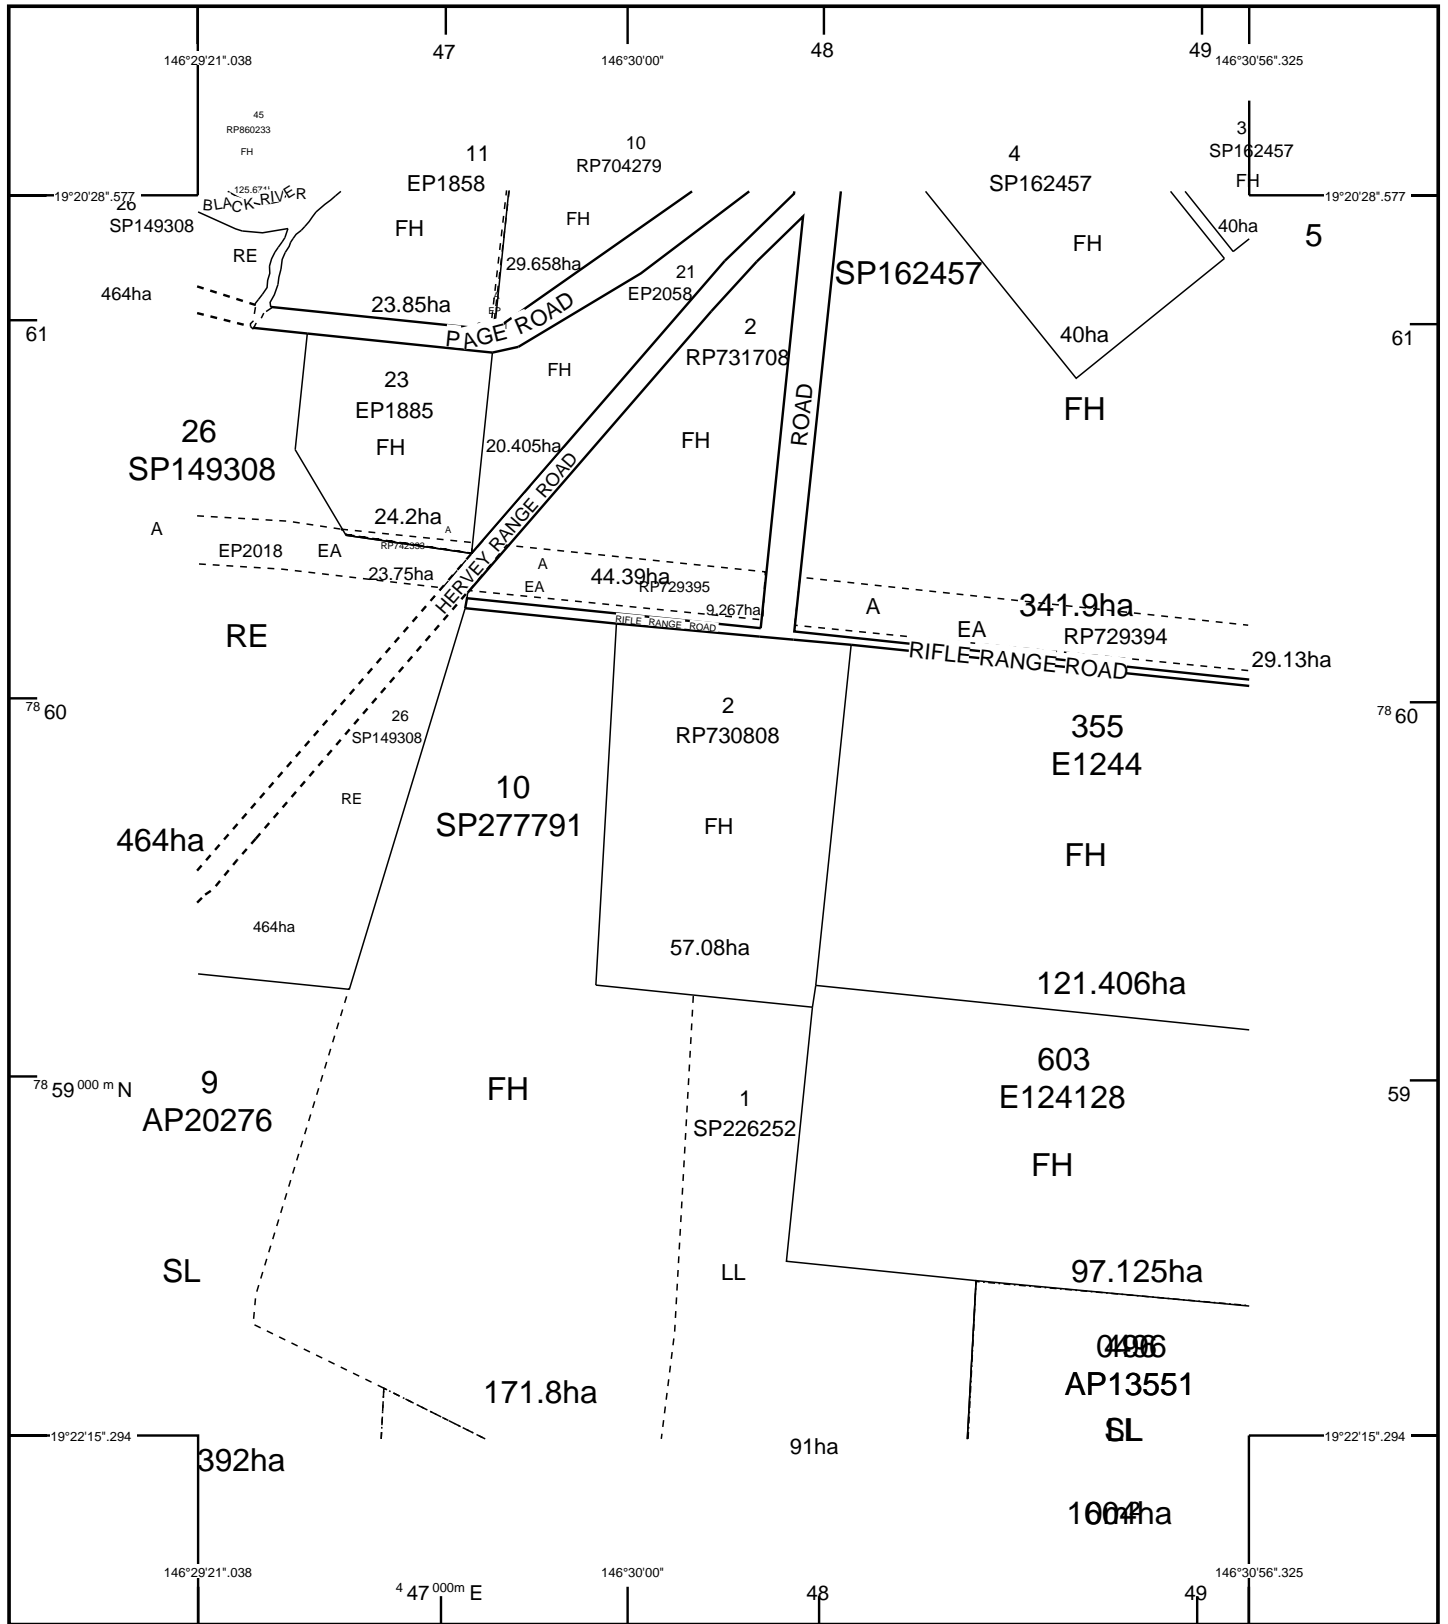 47
48
49
146°29'21".038
146°30'00"
146°30'56".325
45
RP860233
FH
11
EP1858
FH
23.85ha
10
RP704279
FH
29.658ha
4
SP162457
FH
40ha
3
SP162457
FH
40ha
19°20'28".577
19°20'28".577
BLACK RIVER
26
SP149308
RE
464ha
5
SP162457
FH
341.9ha
21
EP2058
FH
20.405ha
2
RP731708
FH
44.39ha
PAGE ROAD
ROAD
61
61
23
EP1885
FH
24.2ha
26
SP149308
RE
464ha
HERVEY RANGE ROAD
A
EP2018
EA
A
RP742333
23.75ha
A
EA
RP729395
9.267ha
A
EA
RP729394
29.13ha
RIFLE RANGE ROAD
RIFLE RANGE ROAD
78 60
78 60
26
SP149308
RE
464ha
10
SP277791
FH
171.8ha
2
RP730808
FH
57.08ha
355
E1244
FH
121.406ha
78 59 000 m N
59
9
AP20276
SL
392ha
1
SP226252
LL
91ha
603
E124128
FH
97.125ha
AP13551
19°22'15".294
19°22'15".294
146°29'21".038
146°30'00"
146°30'56".325
4 47 000m E
48
49